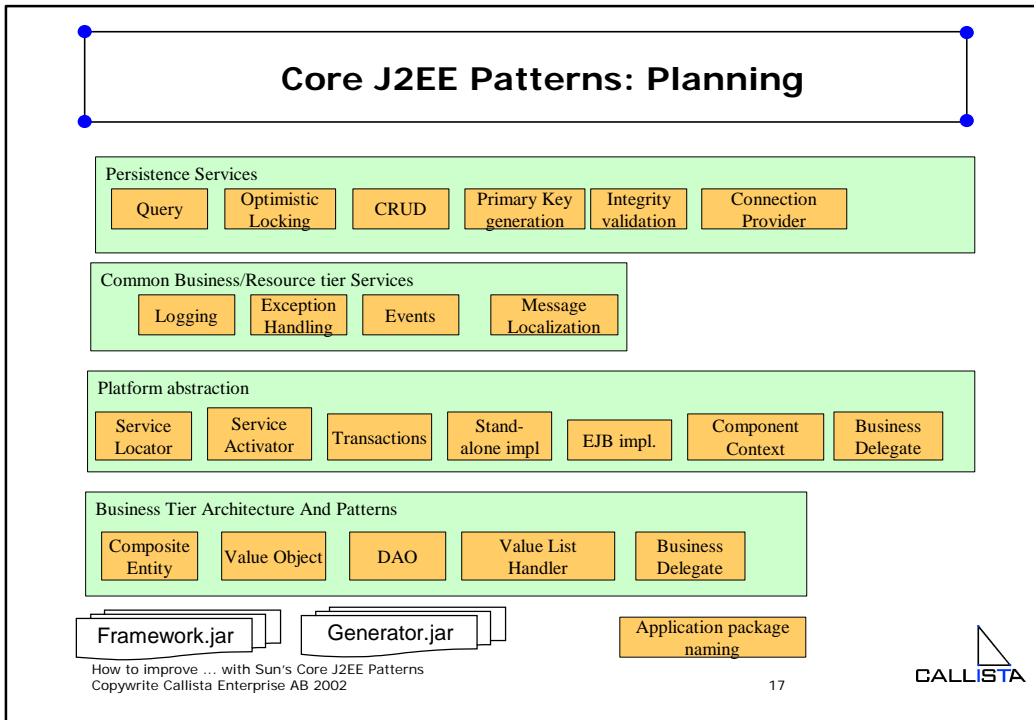 Core J2EE Patterns: Planning
Persistence Services
Query
Optimistic
Locking
CRUD
Primary Key
generation
Integrity
validation
Connection
Provider
Common Business/Resource tier Services
Logging
Exception
Handling
Events
Message
Localization
Platform abstraction
Service
Locator
Service
Activator
Transactions
Stand-
alone impl
EJB impl.
Component
Context
Business
Delegate
Business Tier Architecture And Patterns
Composite
Entity
Value Object
DAO
Value List
Handler
Business
Delegate
Framework.jar
Generator.jar
Application package
naming
How to improve ... with Sun's Core J2EE Patterns
Copywrite Callista Enterprise AB 2002
17
CALLISTA